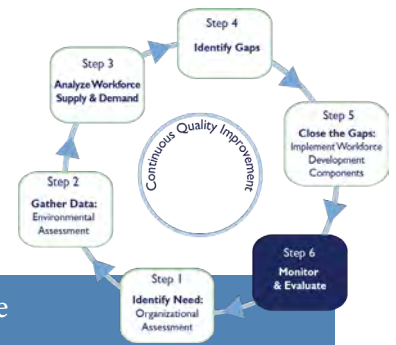 Step 1
Identify Need:
Organizational
Assessment
Step 2
Gather Data:
Environmental
Assessment
Step 3
Analyze Workforce
Supply & Demand
Step 4
Identify Gaps
Step 5
Close the Gaps:
Implement Workforce
Development
Components
Step 6
Monitor
& Evaluate
Continuous Quality Improvement
e